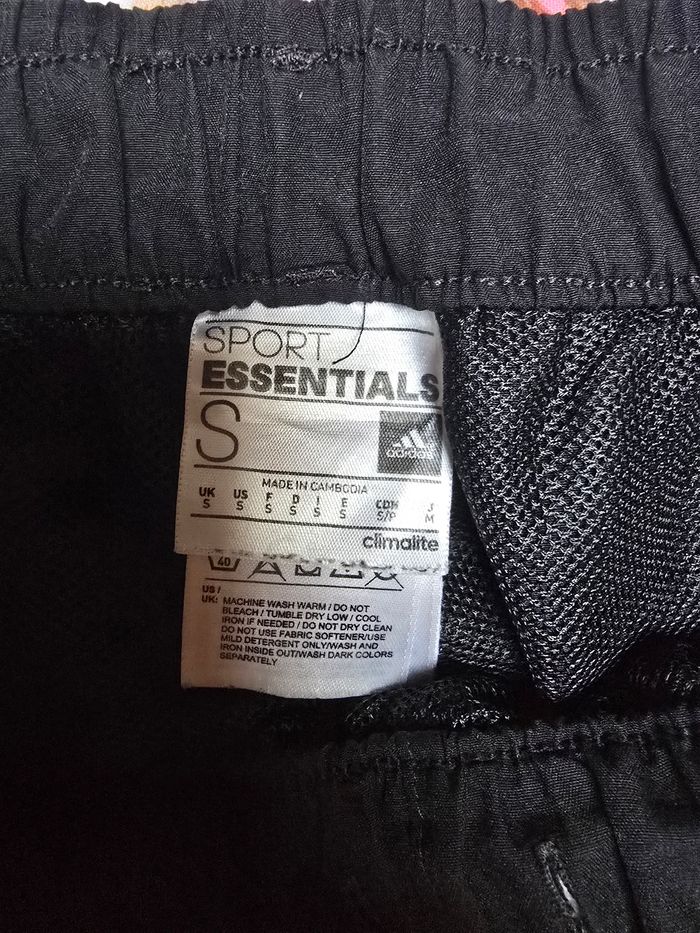 SPORT
ESSENTIALS
S
adidas
MADE IN CAMBODIA
UK US F D I E CDN J
S S S S S S S/P M
climalite
40
US /
UK: MACHINE WASH WARM / DO NOT
BLEACH / TUMBLE DRY LOW / COOL
IRON IF NEEDED / DO NOT DRY CLEAN
DO NOT USE FABRIC SOFTENER/USE
MILD DETERGENT ONLY/WASH AND
IRON INSIDE OUT/WASH DARK COLORS
SEPARATELY